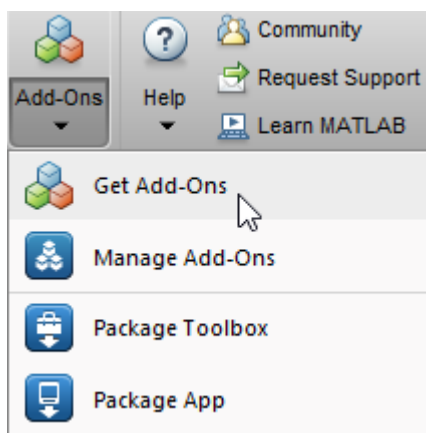 Add-Ons
?
Help
Community
Request Support
Learn MATLAB
Get Add-Ons
Manage Add-Ons
Package Toolbox
Package App